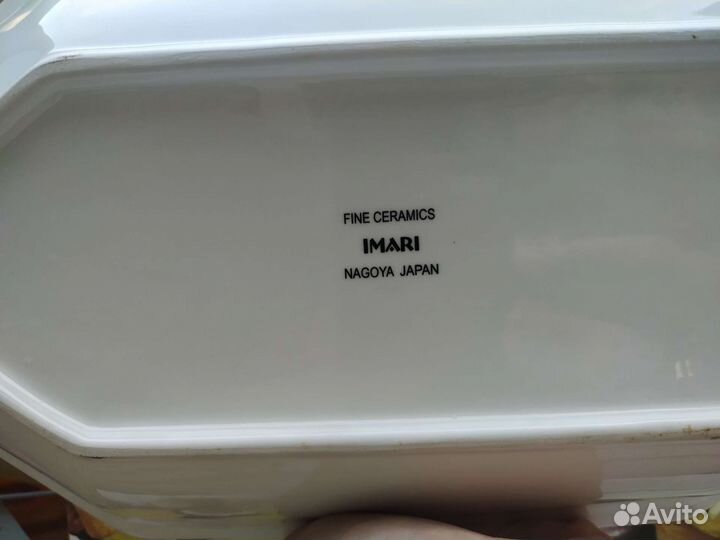 FINE CERAMICS
IMARI
NAGOYA JAPAN
Avito